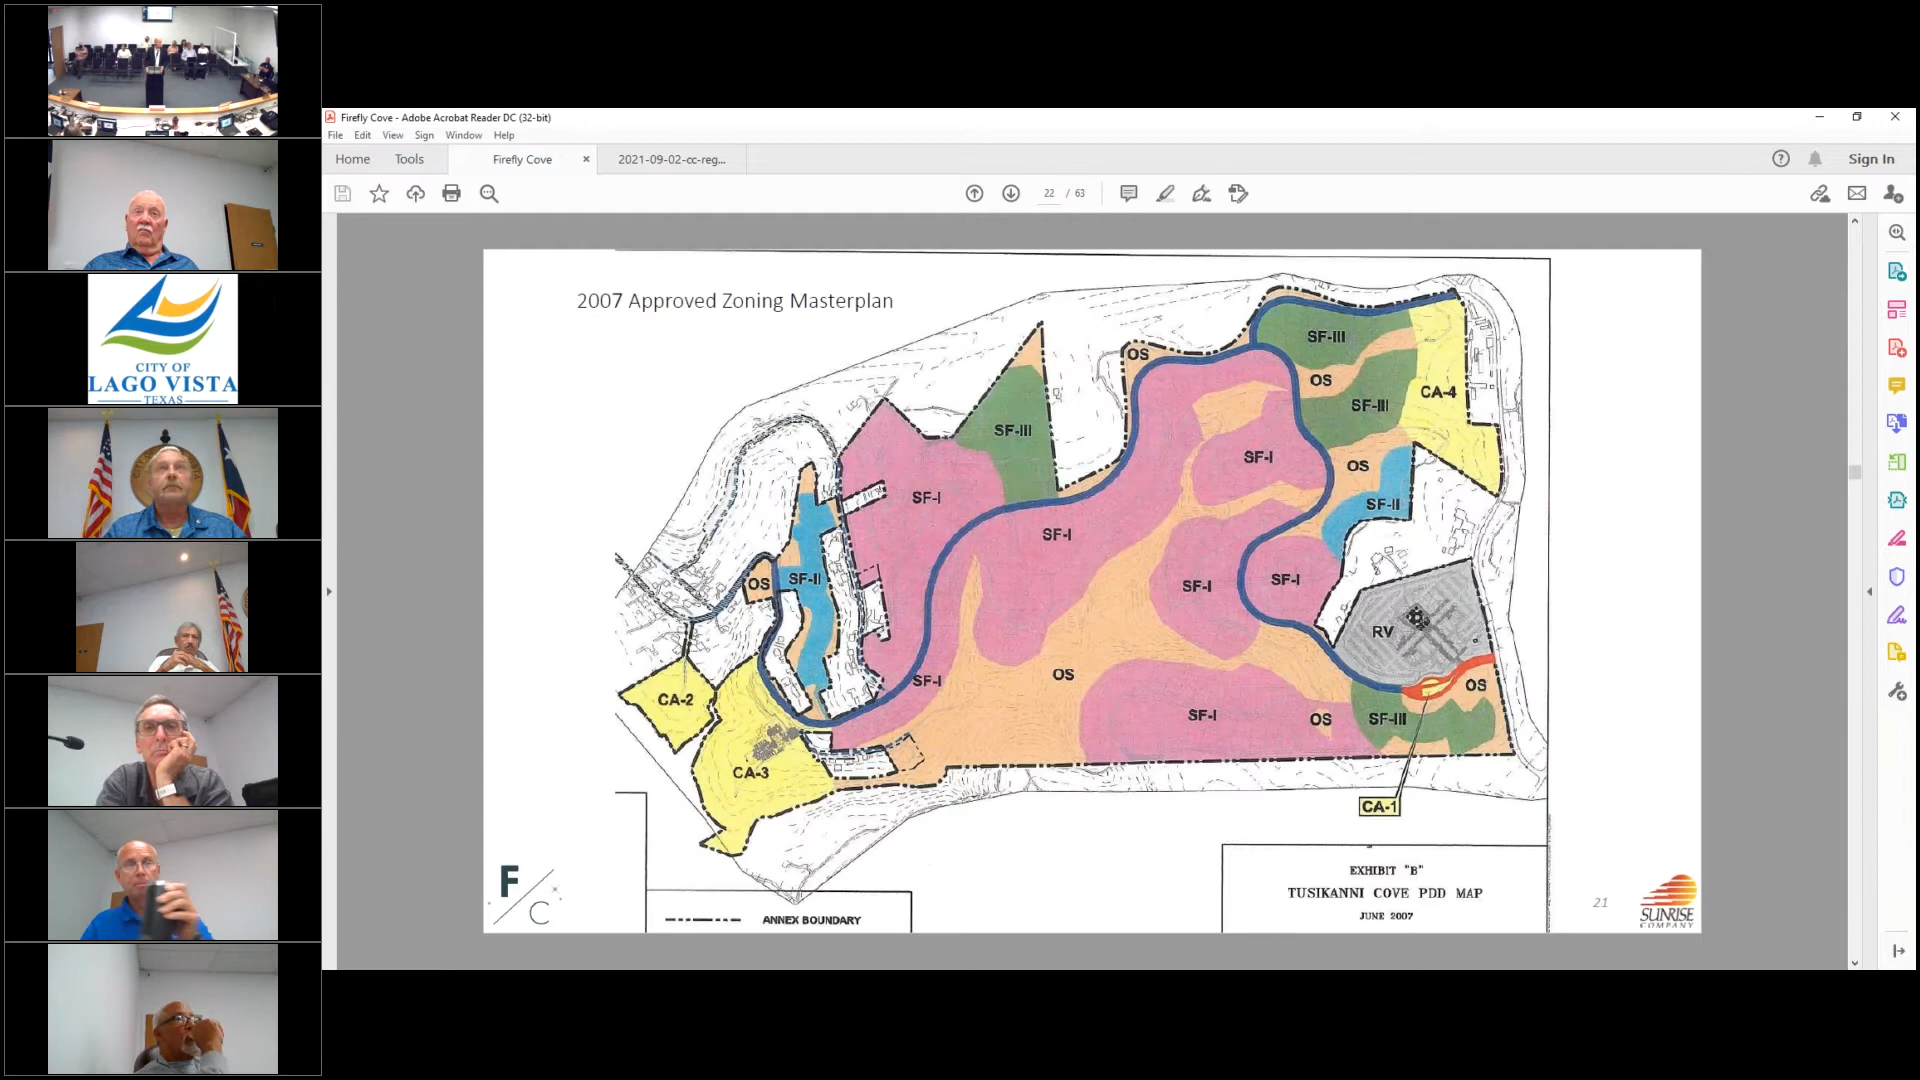 CITY OF
LAGO VISTA
TEXAS
Firefly Cove - Adobe Acrobat Reader DC (32-bit)
File Edit View Sign Window Help
Home Tools Firefly Cove × 2021-09-02-cc-reg... Sign In
22 / 63
2007 Approved Zoning Masterplan
SF-III
OS
OS
CA-4
SF-III
SF-III
SF-I
OS
SF-I
SF-II
SF-I
OS
SF-II
SF-I
SF-I
RV
OS
SF-I
OS
CA-2
SF-I
OS
SF-III
CA-3
CA-1
EXHIBIT "B"
TUSIKANNI COVE PDD MAP
JUNE 2007
ANNEX BOUNDARY
F/C
21
SUNRISE
COMPANY